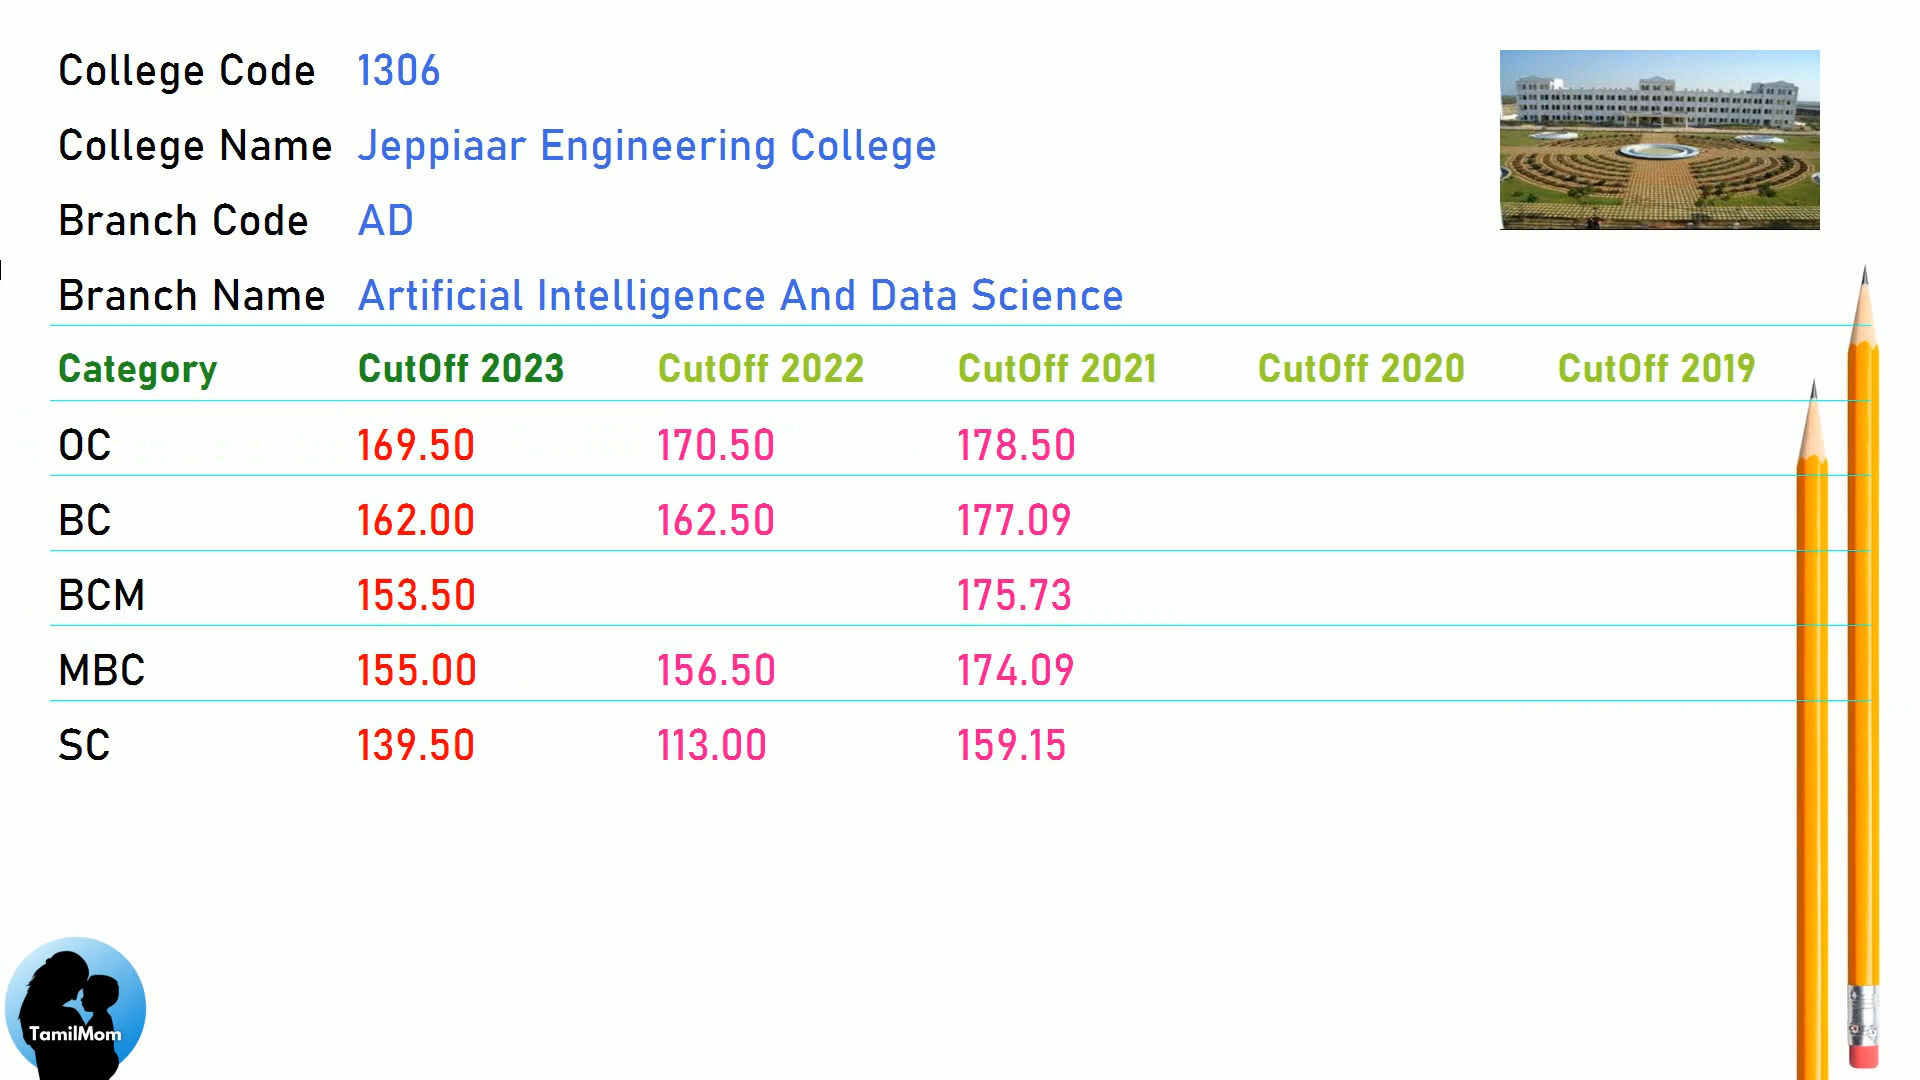 College Code 1306
College Name Jeppiaar Engineering College
Branch Code AD
Branch Name Artificial Intelligence And Data Science
Category CutOff 2023 CutOff 2022 CutOff 2021 CutOff 2020 CutOff 2019
OC 169.50 170.50 178.50
BC 162.00 162.50 177.09
BCM 153.50 175.73
MBC 155.00 156.50 174.09
SC 139.50 113.00 159.15
TamilMom